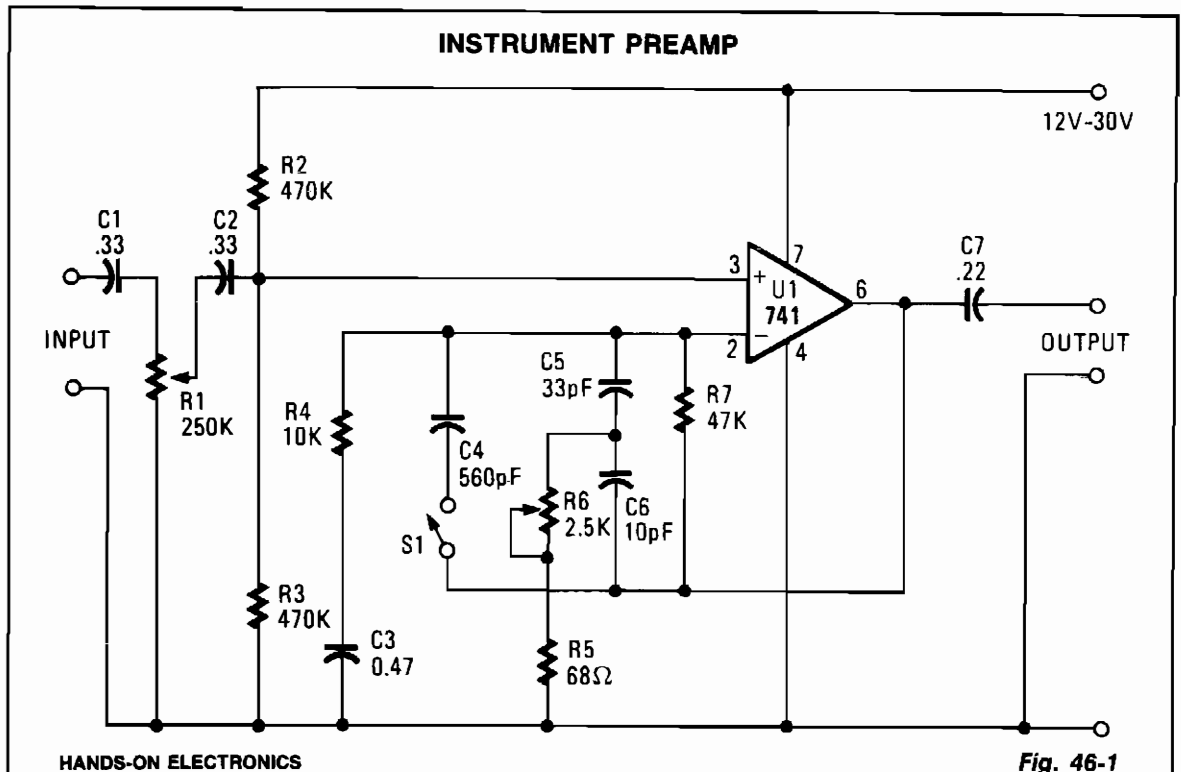 INSTRUMENT PREAMP
12V-30V
R2
470K
C1
.33
C2
.33
C7
.22
3
+
7
U1
741
6
2
−
4
INPUT
OUTPUT
R1
250K
R4
10K
C4
560pF
C5
33pF
R7
47K
R6
2.5K
C6
10pF
S1
R3
470K
C3
0.47
R5
68Ω
HANDS-ON ELECTRONICS
Fig. 46-1